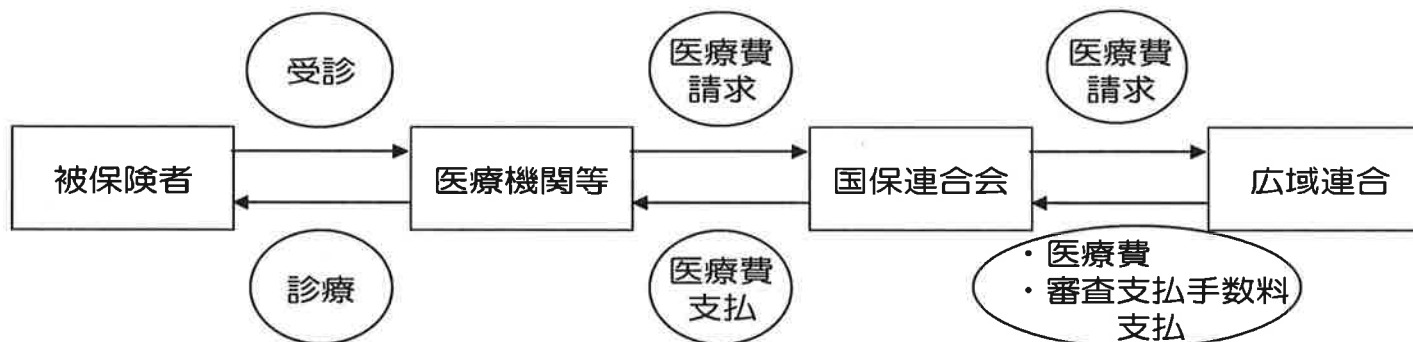 受診
医療費
請求
医療費
請求
被保険者
医療機関等
国保連合会
広域連合
診療
医療費
支払
・医療費
・審査支払手数料
支払